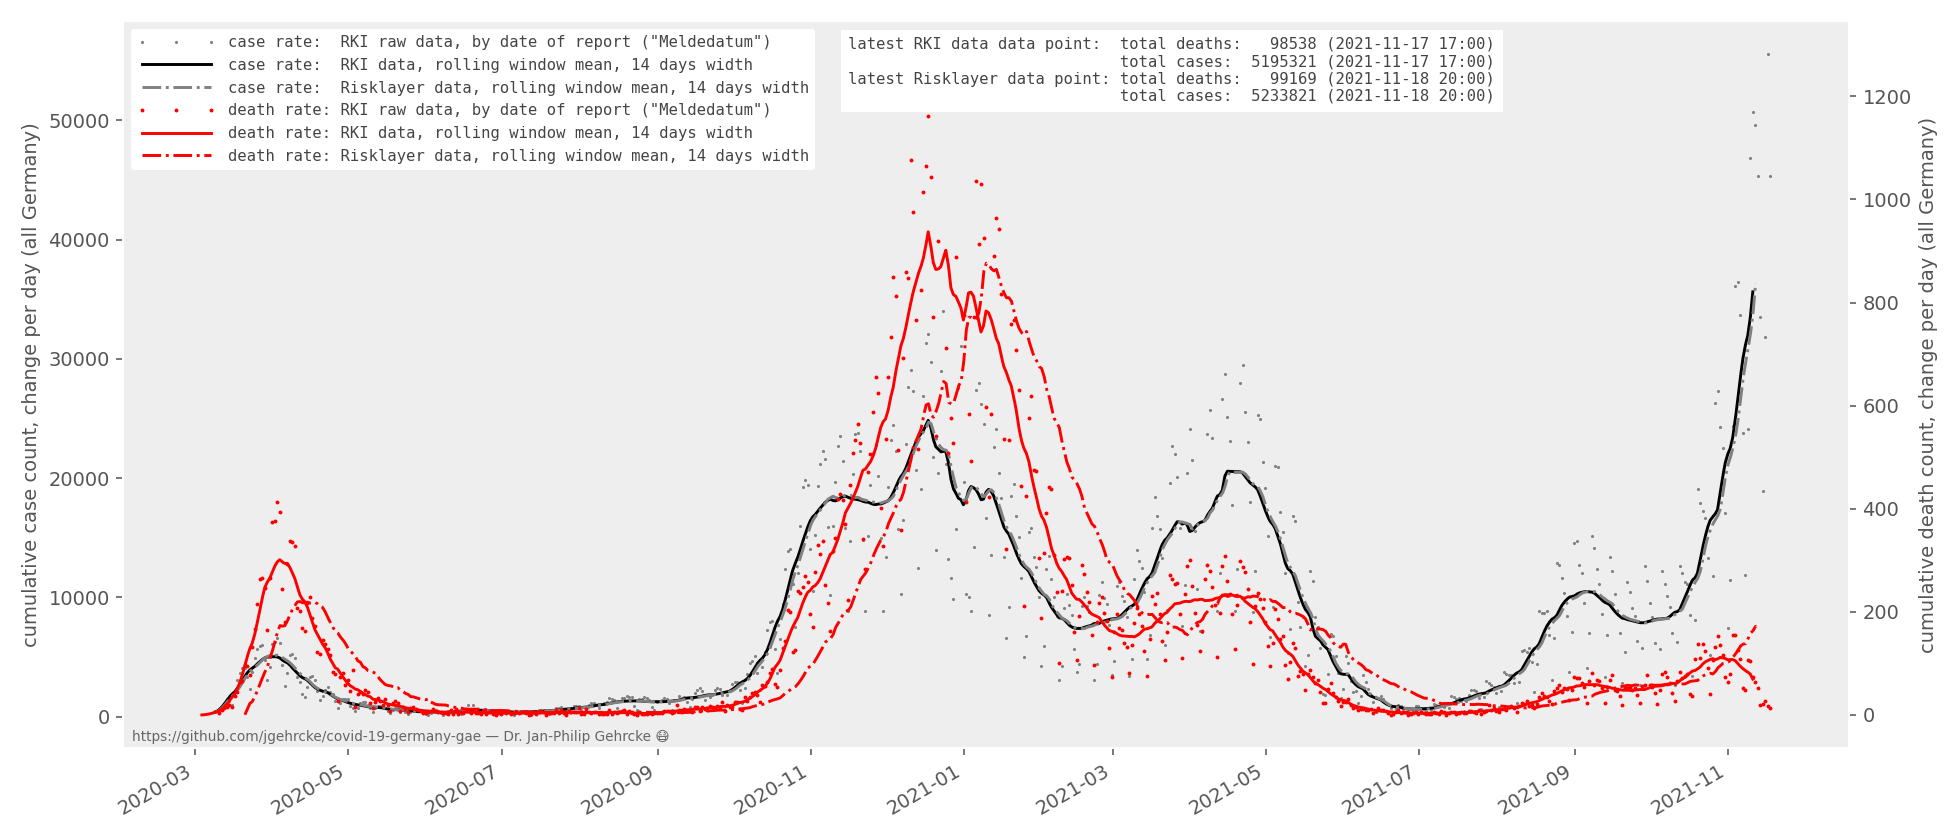 case rate:  RKI raw data, by date of report ("Meldedatum")
case rate:  RKI data, rolling window mean, 14 days width
case rate:  Risklayer data, rolling window mean, 14 days width
death rate: RKI raw data, by date of report ("Meldedatum")
death rate: RKI data, rolling window mean, 14 days width
death rate: Risklayer data, rolling window mean, 14 days width
latest RKI data data point:  total deaths:   98538 (2021-11-17 17:00)
total cases:  5195321 (2021-11-17 17:00)
latest Risklayer data point: total deaths:   99169 (2021-11-18 20:00)
total cases:  5233821 (2021-11-18 20:00)
cumulative case count, change per day (all Germany)
50000
40000
30000
20000
10000
0
1200
1000
800
600
400
200
0
cumulative death count, change per day (all Germany)
https://github.com/jgehrcke/covid-19-germany-gae — Dr. Jan-Philip Gehrcke 😷
2020-03
2020-05
2020-07
2020-09
2020-11
2021-01
2021-03
2021-05
2021-07
2021-09
2021-11